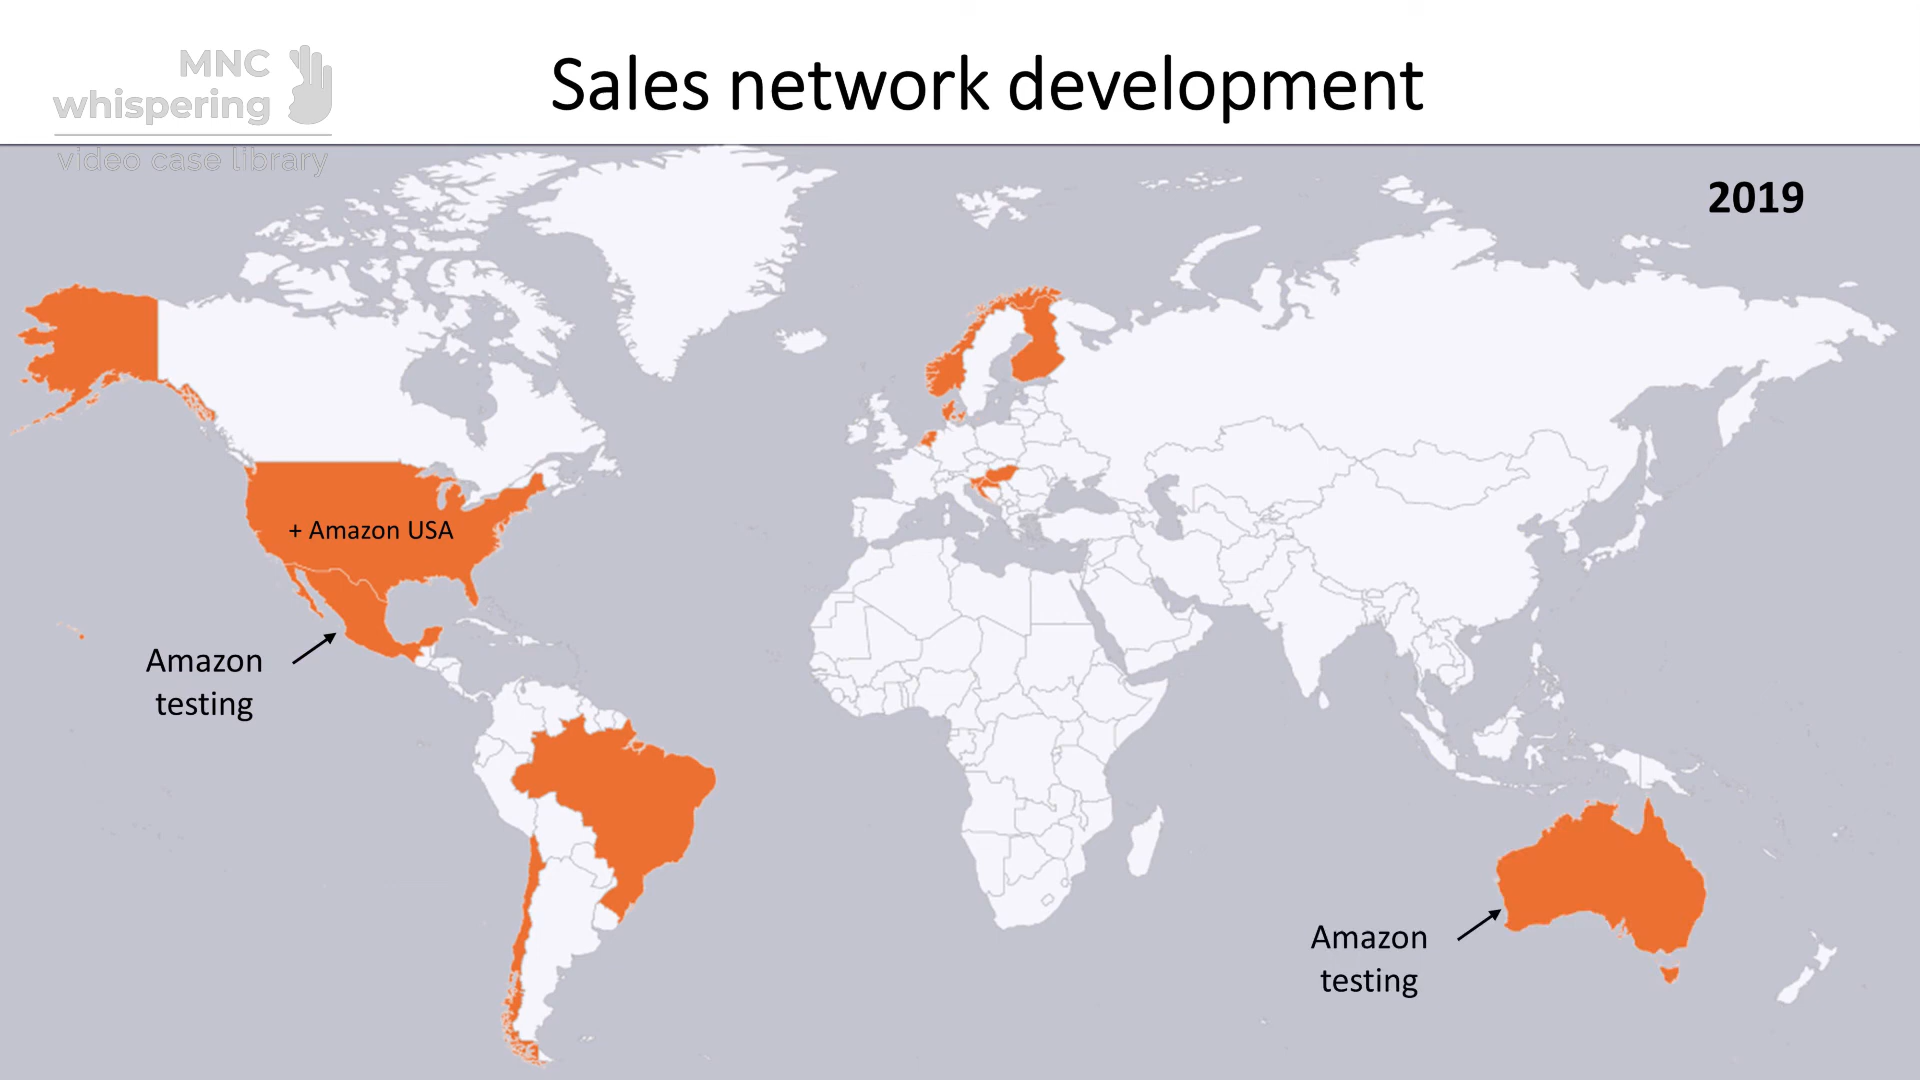 MNC
whispering
video case library
Sales network development
2019
+ Amazon USA
Amazon
testing
Amazon
testing